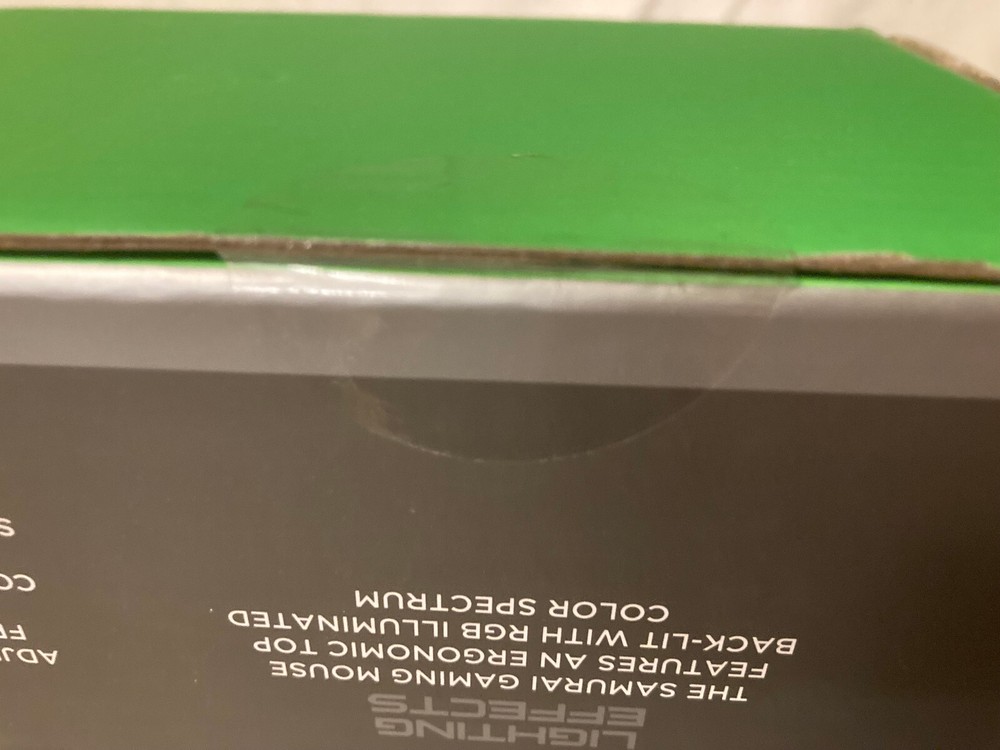 LIGHTING
EFFECTS
THE SAMURAI GAMING MOUSE
FEATURES AN ERGONOMIC TOP
BACK-LIT WITH RGB ILLUMINATED
COLOR SPECTRUM